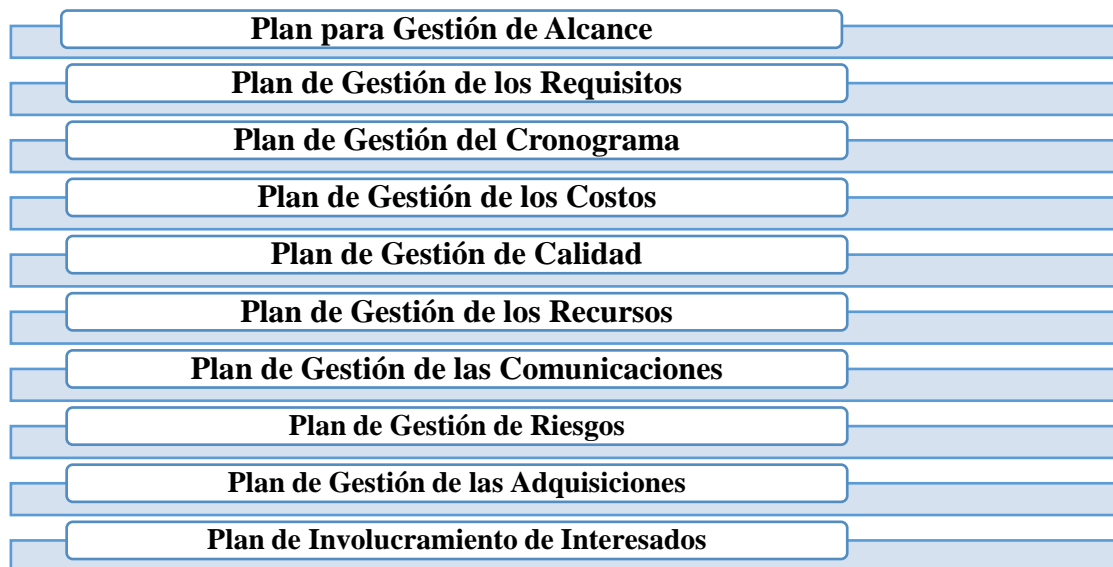 Plan para Gestión de Alcance
Plan de Gestión de los Requisitos
Plan de Gestión del Cronograma
Plan de Gestión de los Costos
Plan de Gestión de Calidad
Plan de Gestión de los Recursos
Plan de Gestión de las Comunicaciones
Plan de Gestión de Riesgos
Plan de Gestión de las Adquisiciones
Plan de Involucramiento de Interesados